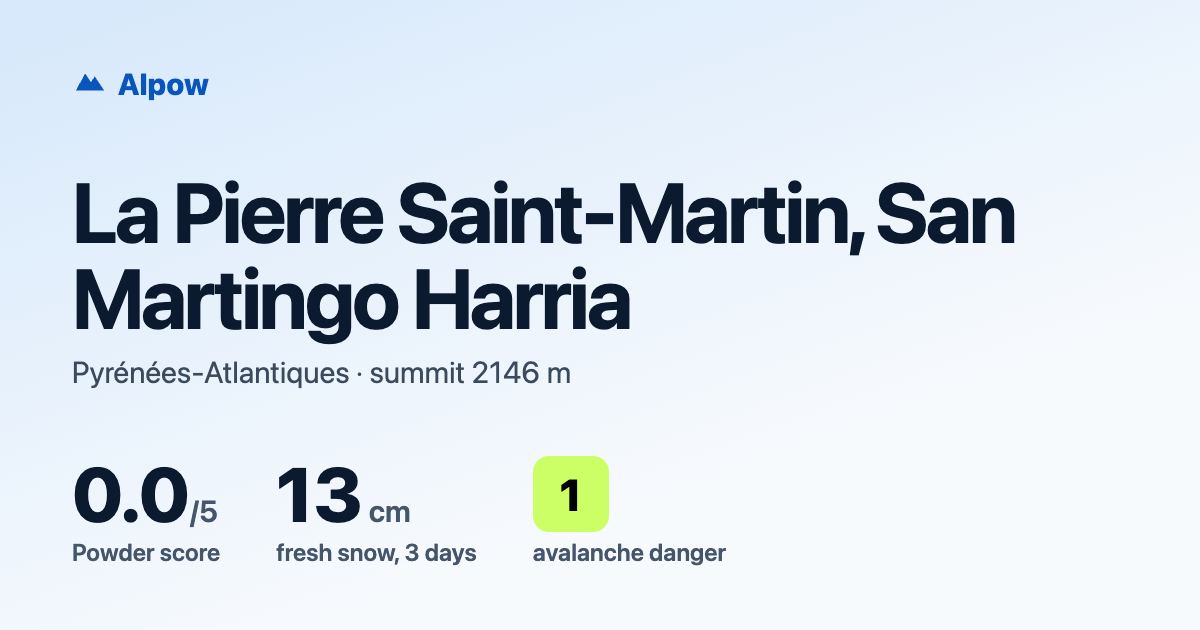 Alpow
La Pierre Saint-Martin, San
Martingo Harria
Pyrénées-Atlantiques · summit 2146 m
0.0/5
Powder score
13 cm
fresh snow, 3 days
1
avalanche danger